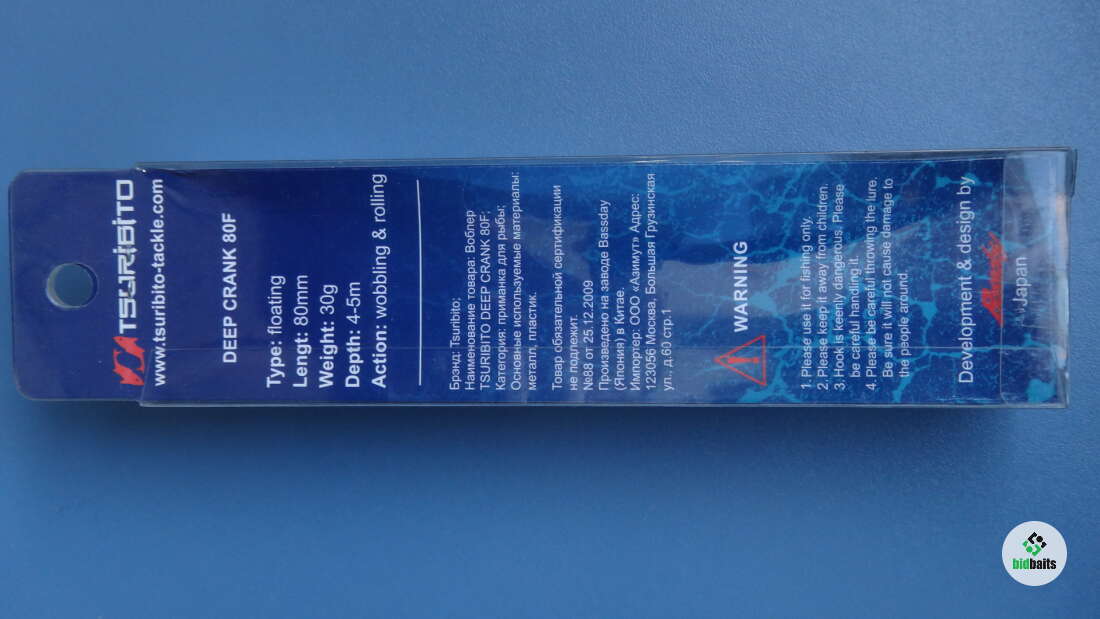 TSURIBITO
www.tsuribito-tackle.com
DEEP CRANK 80F
Type: floating
Lengt: 80mm
Weight: 30g
Depth: 4-5m
Action: wobbling & rolling
Брэнд: Tsuribito;
Наименование товара: Воблер
TSURIBITO DEEP CRANK 80F;
Категория: приманка для рыбы;
Основные используемые материалы:
металл, пластик.
Товар обязательной сертификации
не подлежит.
№88 от 25.12.2009
Произведено на заводе Bassday
(Япония) в Китае.
Импортер: ООО «Азимут» Адрес:
123056 Москва, Большая Грузинская
ул., д.60 стр.1
WARNING
1. Please use it for fishing only.
2. Please keep it away from children.
3. Hook is keenly dangerous. Please
be careful handling it.
4. Please be careful throwing the lure.
Be sure it will not cause damage to
the people around.
Development & design by
Japan
bidbaits